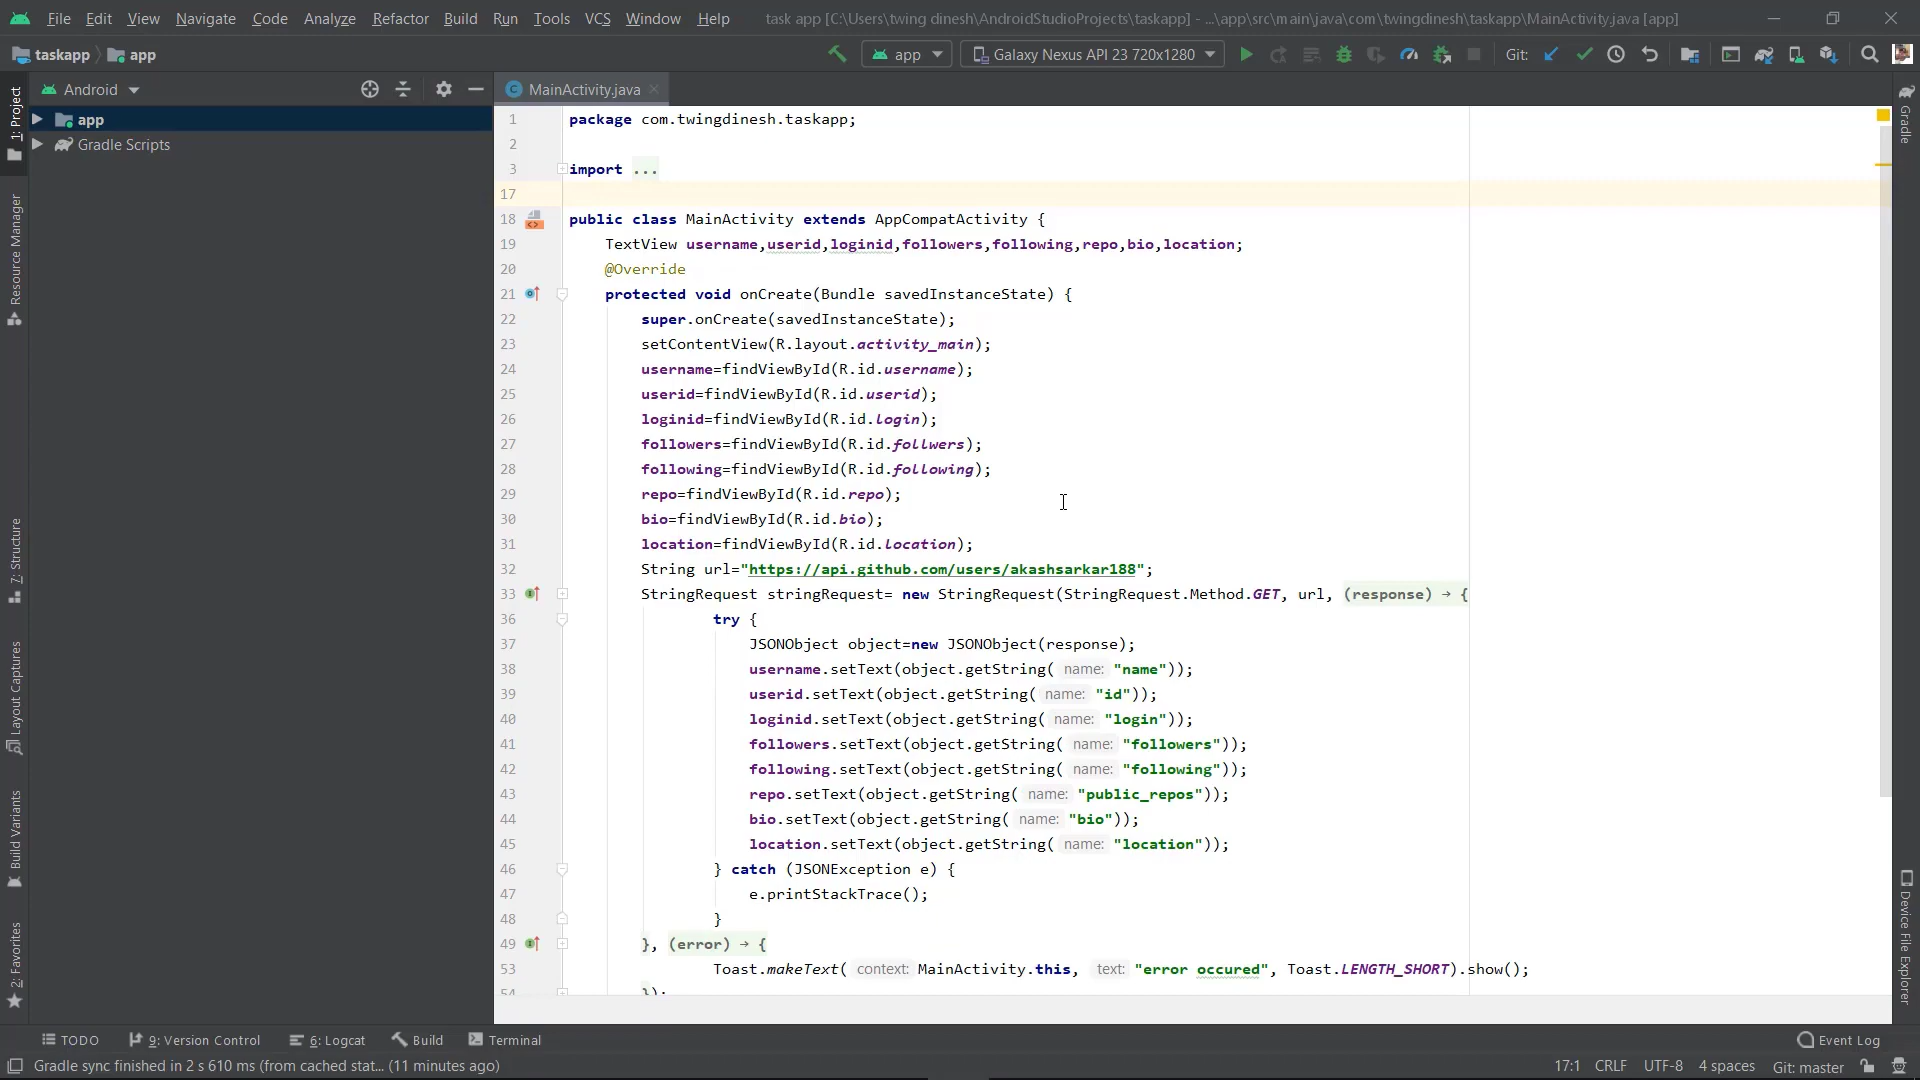 File Edit View Navigate Code Analyze Refactor Build Run Tools VCS Window Help task app [C:\Users\twing dinesh\AndroidStudioProjects\taskapp] - ...\app\src\main\java\com\twingdinesh\taskapp\MainActivity.java [app]
taskapp app app Galaxy Nexus API 23 720x1280 Git:
Android MainActivity.java
1: Project
Resource Manager
7: Structure
Layout Captures
Build Variants
2: Favorites
app
Gradle Scripts
1 package com.twingdinesh.taskapp;
2
3 import ...
17
18 public class MainActivity extends AppCompatActivity {
19 TextView username,userid,loginid,followers,following,repo,bio,location;
20 @Override
21 protected void onCreate(Bundle savedInstanceState) {
22 super.onCreate(savedInstanceState);
23 setContentView(R.layout.activity_main);
24 username=findViewById(R.id.username);
25 userid=findViewById(R.id.userid);
26 loginid=findViewById(R.id.login);
27 followers=findViewById(R.id.follwers);
28 following=findViewById(R.id.following);
29 repo=findViewById(R.id.repo);
30 bio=findViewById(R.id.bio);
31 location=findViewById(R.id.location);
32 String url="https://api.github.com/users/akashsarkar188";
33 StringRequest stringRequest= new StringRequest(StringRequest.Method.GET, url, (response) → {
36 try {
37 JSONObject object=new JSONObject(response);
38 username.setText(object.getString( name: "name"));
39 userid.setText(object.getString( name: "id"));
40 loginid.setText(object.getString( name: "login"));
41 followers.setText(object.getString( name: "followers"));
42 following.setText(object.getString( name: "following"));
43 repo.setText(object.getString( name: "public_repos"));
44 bio.setText(object.getString( name: "bio"));
45 location.setText(object.getString( name: "location"));
46 } catch (JSONException e) {
47 e.printStackTrace();
48 }
49 }, (error) → {
53 Toast.makeText( context: MainActivity.this, text: "error occured", Toast.LENGTH_SHORT).show();
54 });
Gradle
Device File Explorer
TODO 9: Version Control 6: Logcat Build Terminal Event Log
Gradle sync finished in 2 s 610 ms (from cached stat... (11 minutes ago) 17:1 CRLF UTF-8 4 spaces Git: master